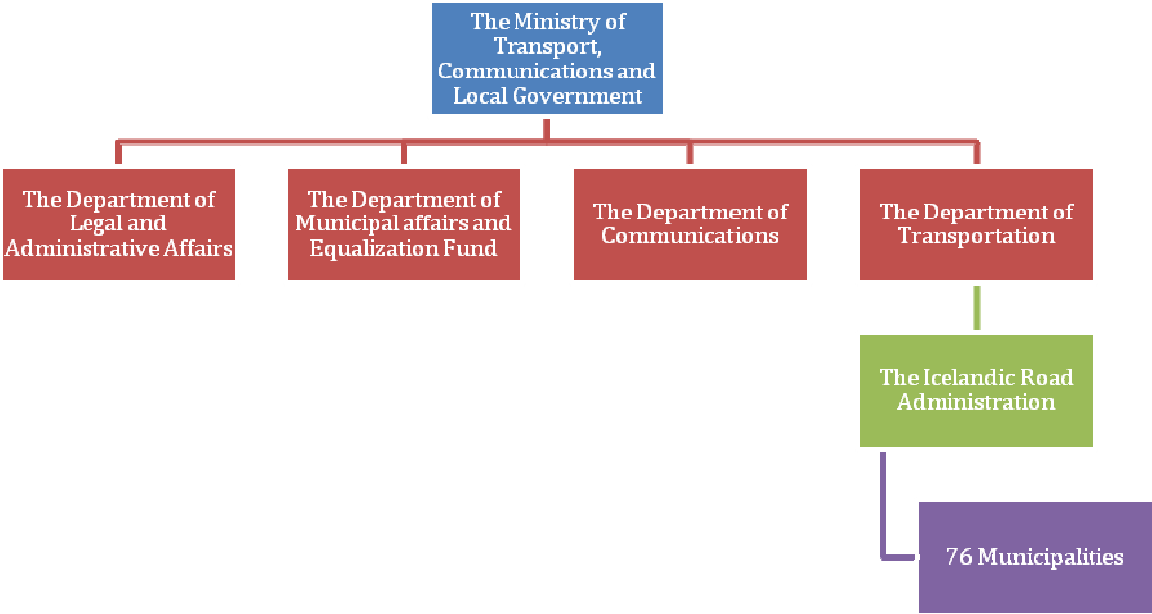 The Ministry of
Transport,
Communications and
Local Government
The Department of
Legal and
Administrative Affairs
The Department of
Municipal affairs and
Equalization Fund
The Department of
Communications
The Department of
Transportation
The Icelandic Road
Administration
76 Municipalities